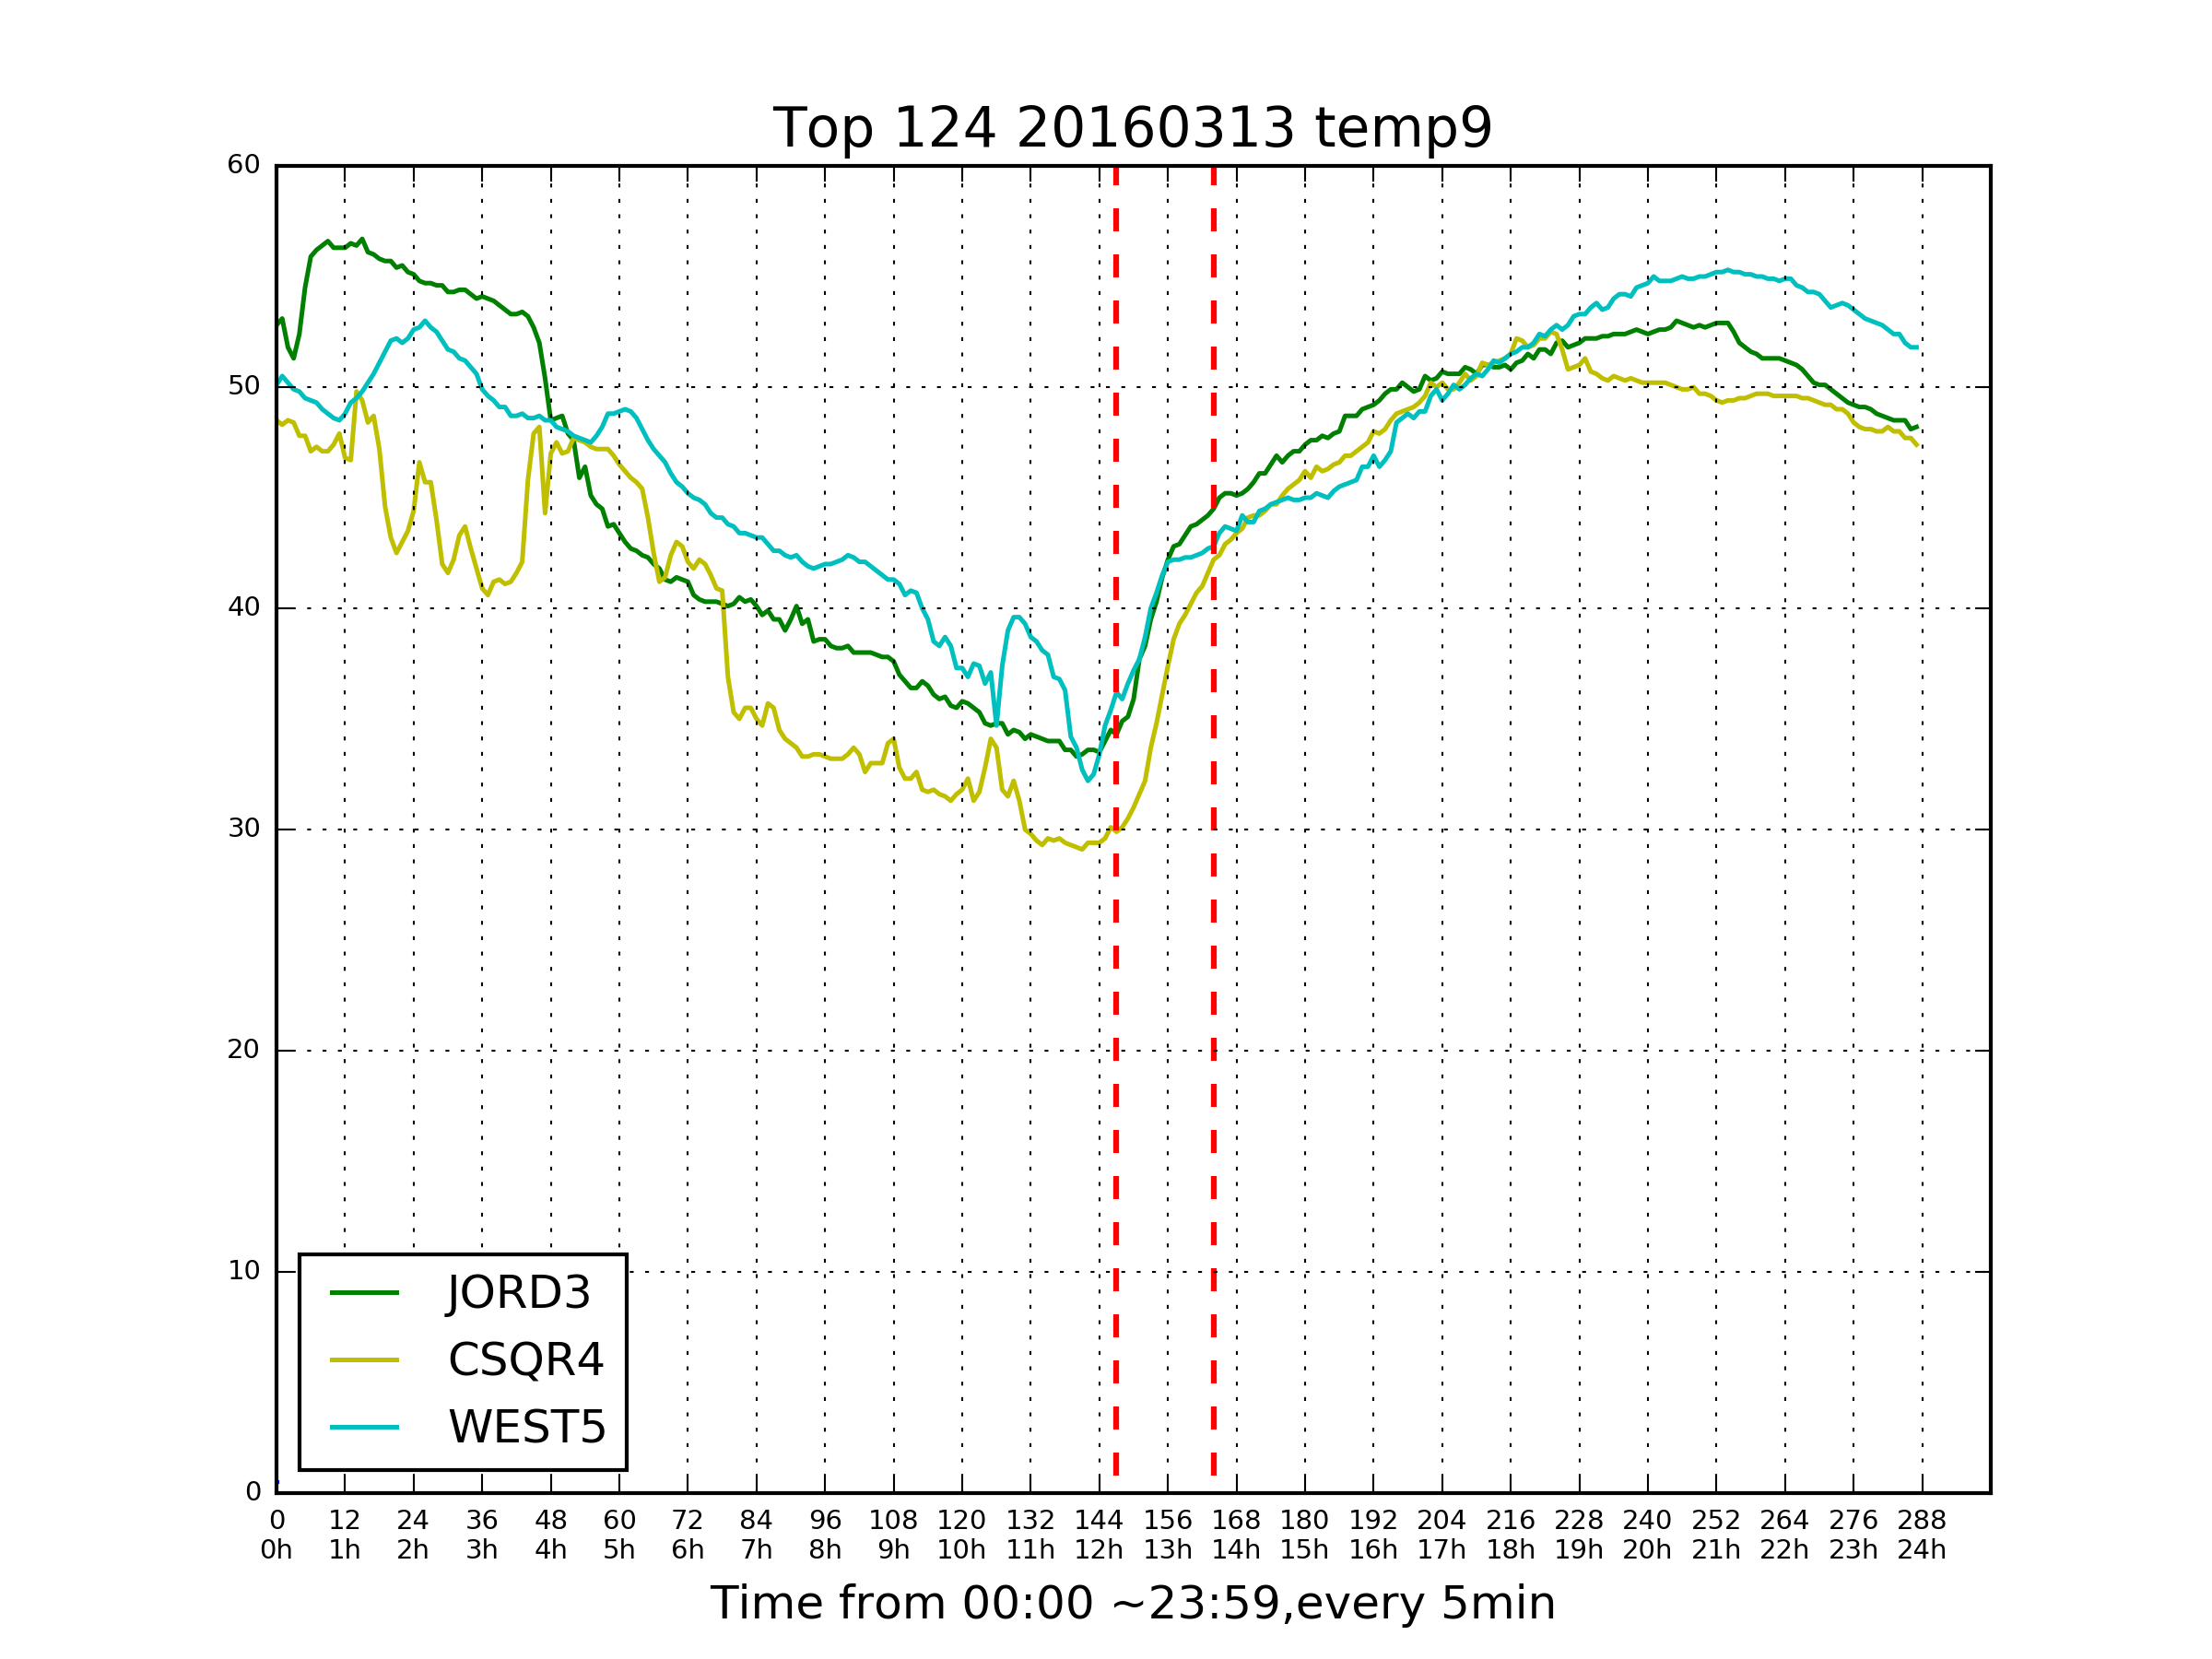 Top 124 20160313 temp9
60
50
40
30
20
10
0
JORD3
CSQR4
WEST5
0 12 24 36 48 60 72 84 96 108 120 132 144 156 168 180 192 204 216 228 240 252 264 276 288
0h 1h 2h 3h 4h 5h 6h 7h 8h 9h 10h 11h 12h 13h 14h 15h 16h 17h 18h 19h 20h 21h 22h 23h 24h
Time from 00:00 ~23:59,every 5min